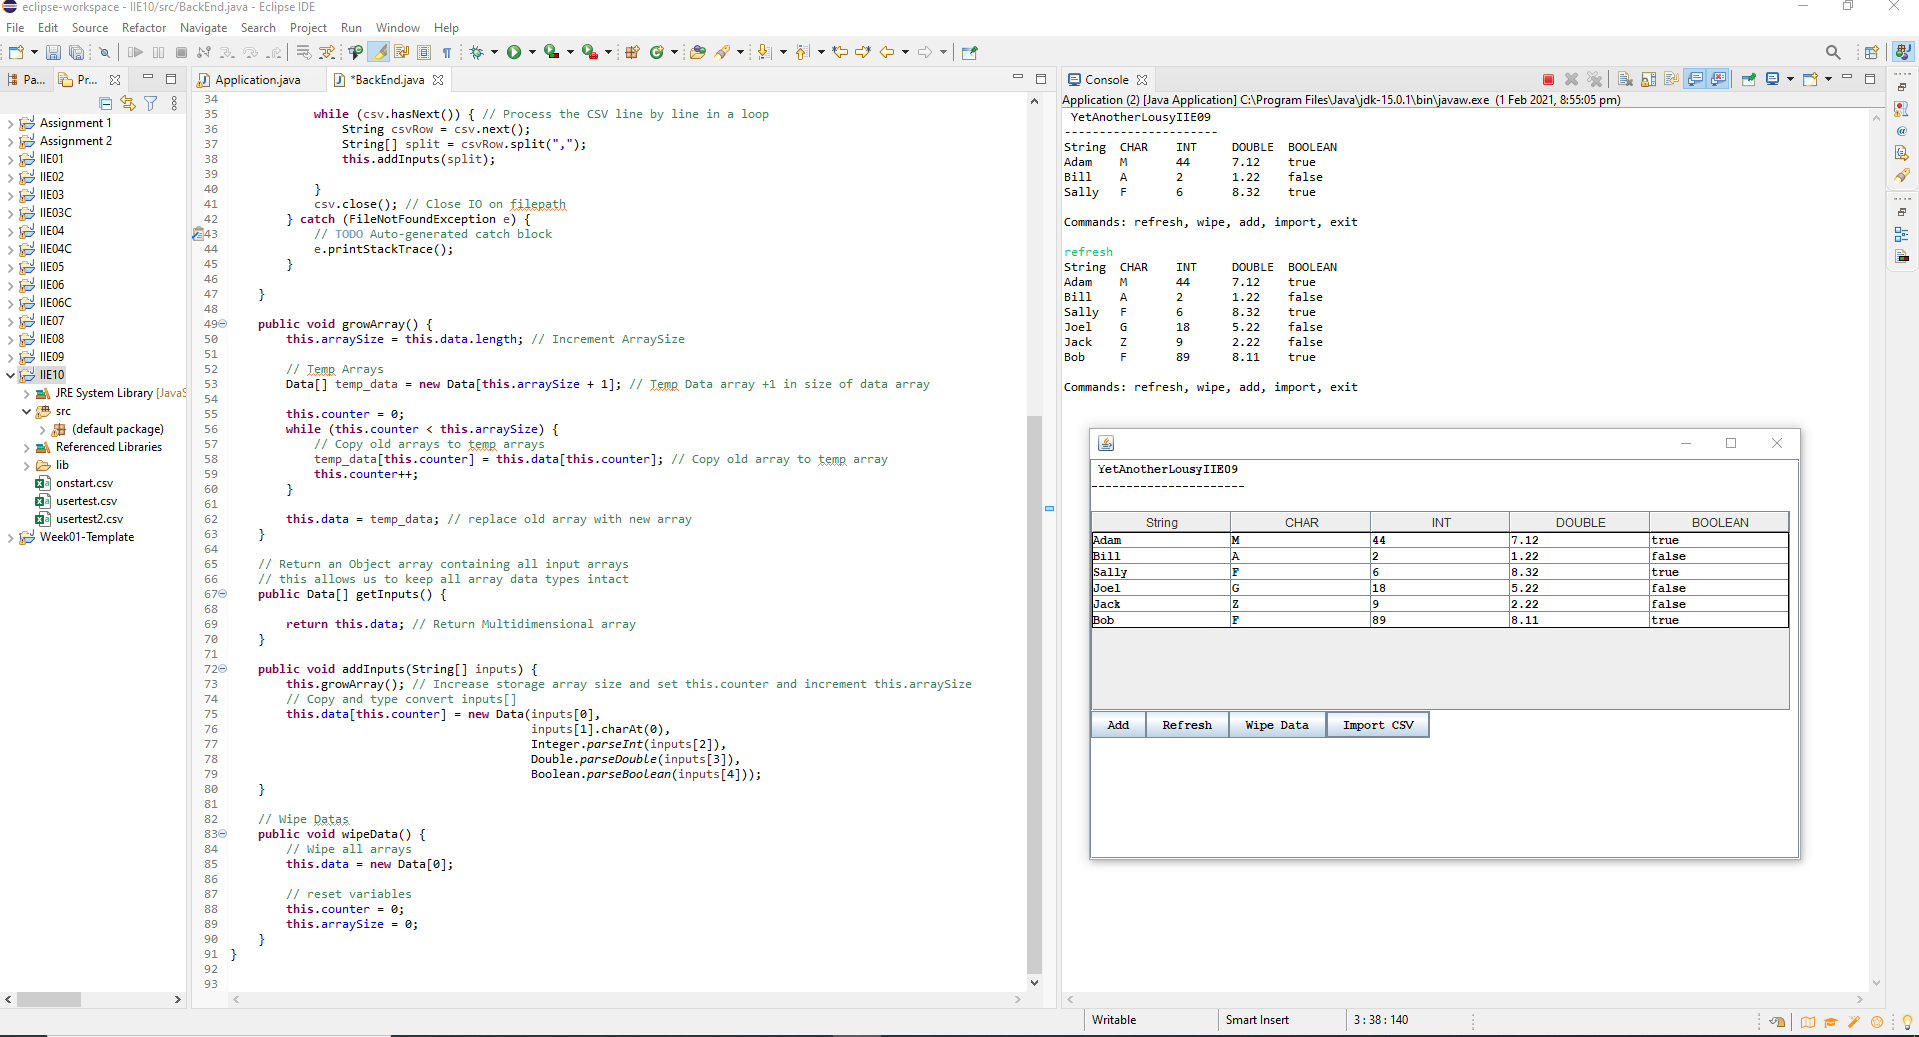 eclipse-workspace - IIE10/src/BackEnd.java - Eclipse IDE
File Edit Source Refactor Navigate Search Project Run Window Help
Pa... Pr...
Assignment 1
Assignment 2
IIE01
IIE02
IIE03
IIE03C
IIE04
IIE04C
IIE05
IIE06
IIE06C
IIE07
IIE08
IIE09
IIE10
JRE System Library [JavaS
src
(default package)
Referenced Libraries
lib
onstart.csv
usertest.csv
usertest2.csv
Week01-Template
Application.java *BackEnd.java
34
35 while (csv.hasNext()) { // Process the CSV line by line in a loop
36 String csvRow = csv.next();
37 String[] split = csvRow.split(",");
38 this.addInputs(split);
39
40 }
41 csv.close(); // Close IO on filepath
42 } catch (FileNotFoundException e) {
43 // TODO Auto-generated catch block
44 e.printStackTrace();
45 }
46
47 }
48
49 public void growArray() {
50 this.arraySize = this.data.length; // Increment ArraySize
51
52 // Temp Arrays
53 Data[] temp_data = new Data[this.arraySize + 1]; // Temp Data array +1 in size of data array
54
55 this.counter = 0;
56 while (this.counter < this.arraySize) {
57 // Copy old arrays to temp arrays
58 temp_data[this.counter] = this.data[this.counter]; // Copy old array to temp array
59 this.counter++;
60 }
61
62 this.data = temp_data; // replace old array with new array
63 }
64
65 // Return an Object array containing all input arrays
66 // this allows us to keep all array data types intact
67 public Data[] getInputs() {
68
69 return this.data; // Return Multidimensional array
70 }
71
72 public void addInputs(String[] inputs) {
73 this.growArray(); // Increase storage array size and set this.counter and increment this.arraySize
74 // Copy and type convert inputs[]
75 this.data[this.counter] = new Data(inputs[0],
76 inputs[1].charAt(0),
77 Integer.parseInt(inputs[2]),
78 Double.parseDouble(inputs[3]),
79 Boolean.parseBoolean(inputs[4]));
80 }
81
82 // Wipe Datas
83 public void wipeData() {
84 // Wipe all arrays
85 this.data = new Data[0];
86
87 // reset variables
88 this.counter = 0;
89 this.arraySize = 0;
90 }
91 }
92
93
Console
Application (2) [Java Application] C:\Program Files\Java\jdk-15.0.1\bin\javaw.exe (1 Feb 2021, 8:55:05 pm)
YetAnotherLousyIIE09
----------------------
String CHAR INT DOUBLE BOOLEAN
Adam M 44 7.12 true
Bill A 2 1.22 false
Sally F 6 8.32 true
Commands: refresh, wipe, add, import, exit
refresh
String CHAR INT DOUBLE BOOLEAN
Adam M 44 7.12 true
Bill A 2 1.22 false
Sally F 6 8.32 true
Joel G 18 5.22 false
Jack Z 9 2.22 false
Bob F 89 8.11 true
Commands: refresh, wipe, add, import, exit
YetAnotherLousyIIE09
----------------------
String CHAR INT DOUBLE BOOLEAN
Adam M 44 7.12 true
Bill A 2 1.22 false
Sally F 6 8.32 true
Joel G 18 5.22 false
Jack Z 9 2.22 false
Bob F 89 8.11 true
Add Refresh Wipe Data Import CSV
Writable Smart Insert 3 : 38 : 140